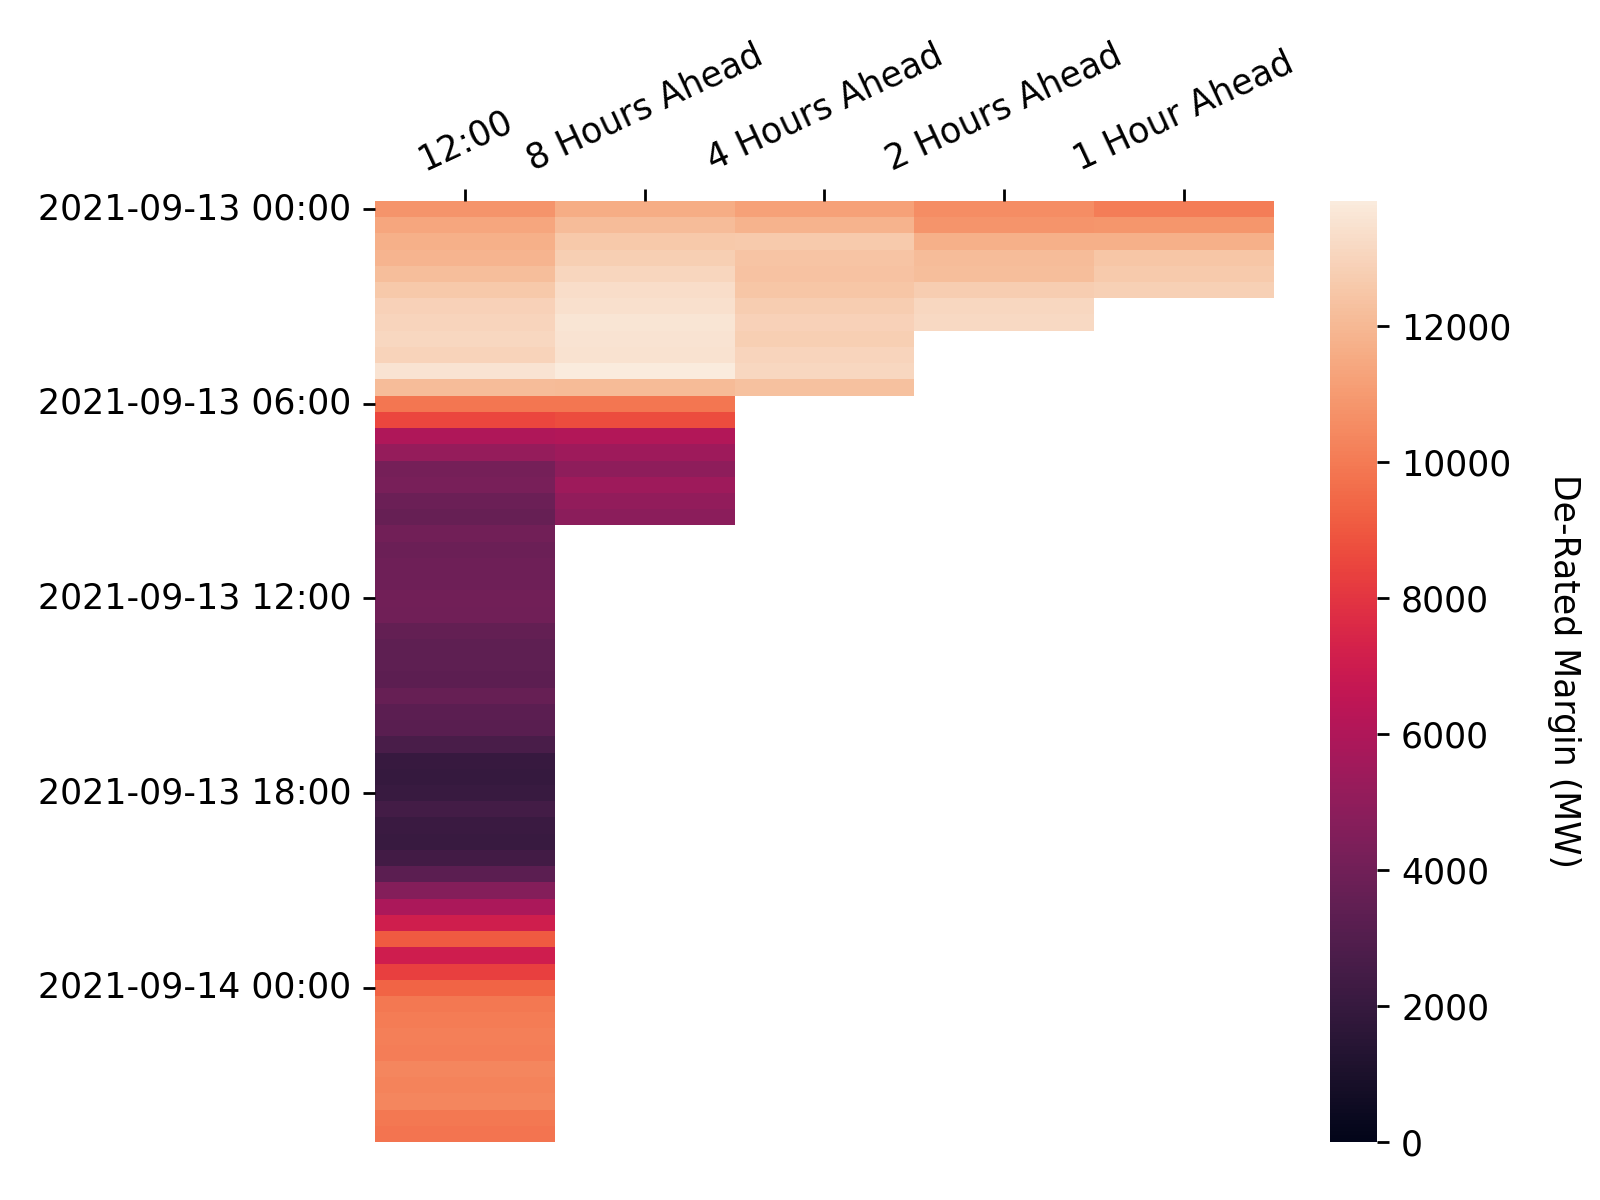 12:00
8 Hours Ahead
4 Hours Ahead
2 Hours Ahead
1 Hour Ahead
2021-09-13 00:00
2021-09-13 06:00
2021-09-13 12:00
2021-09-13 18:00
2021-09-14 00:00
12000
10000
8000
6000
4000
2000
0
De-Rated Margin (MW)